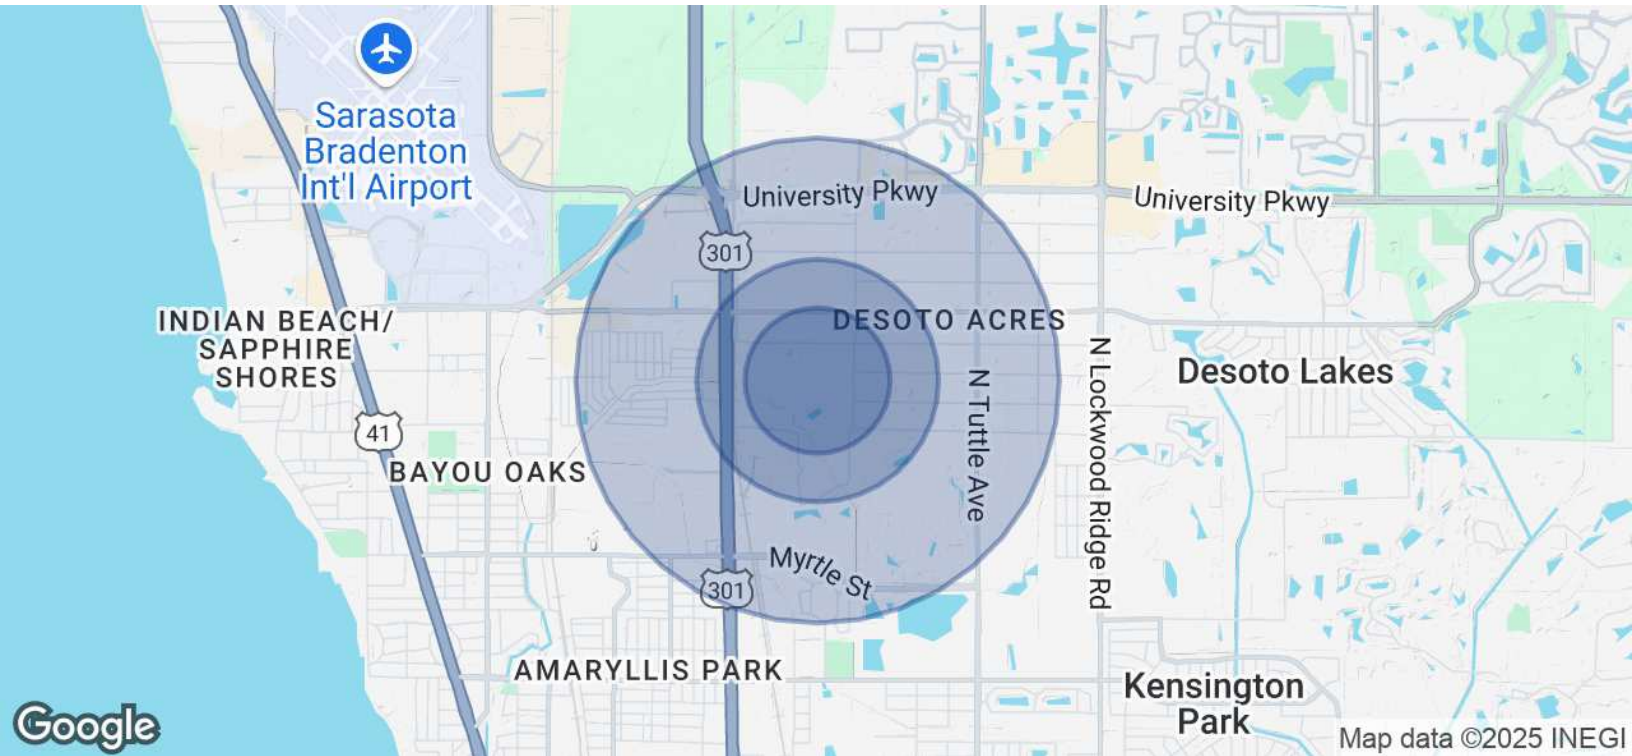 Sarasota
Bradenton
Int'l Airport
University Pkwy
University Pkwy
301
INDIAN BEACH/
SAPPHIRE
SHORES
DESOTO ACRES
Desoto Lakes
N Tuttle Ave
N Lockwood Ridge Rd
41
BAYOU OAKS
Myrtle St
301
AMARYLLIS PARK
Kensington
Park
Google
Map data ©2025 INEGI